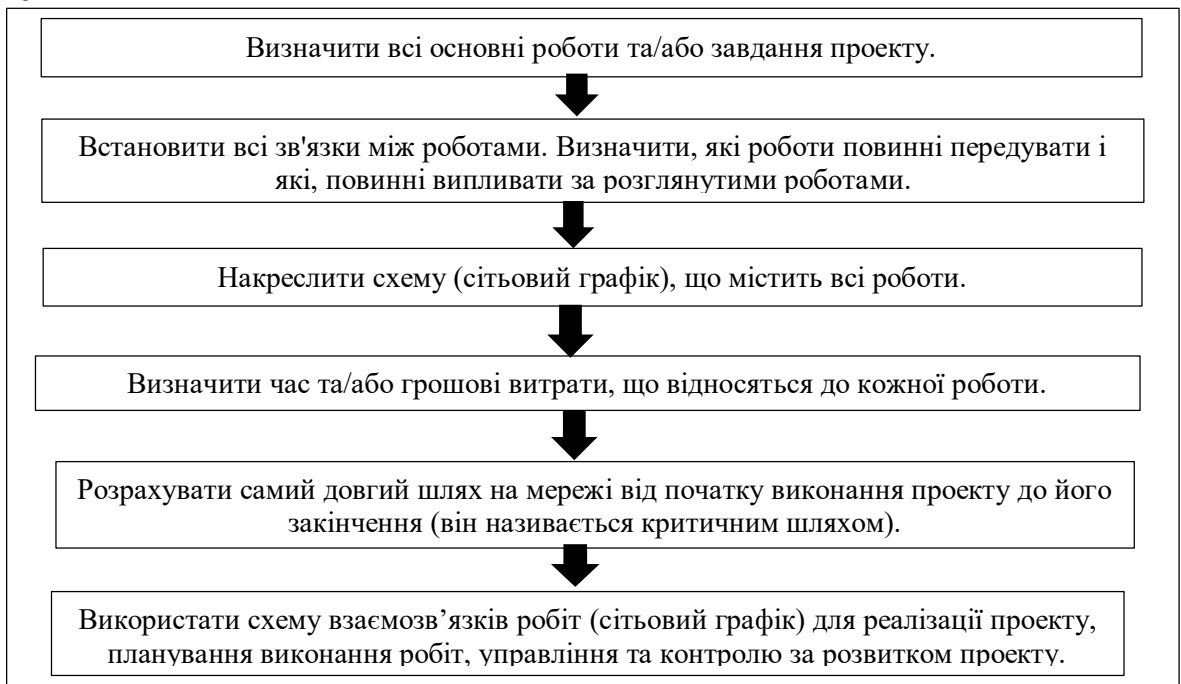 Визначити всі основні роботи та/або завдання проекту.
Встановити всі зв'язки між роботами. Визначити, які роботи повинні передувати і
які, повинні випливати за розглянутими роботами.
Накреслити схему (сітьовий графік), що містить всі роботи.
Визначити час та/або грошові витрати, що відносяться до кожної роботи.
Розрахувати самий довгий шлях на мережі від початку виконання проекту до його
закінчення (він називається критичним шляхом).
Використати схему взаємозв’язків робіт (сітьовий графік) для реалізації проекту,
планування виконання робіт, управління та контролю за розвитком проекту.